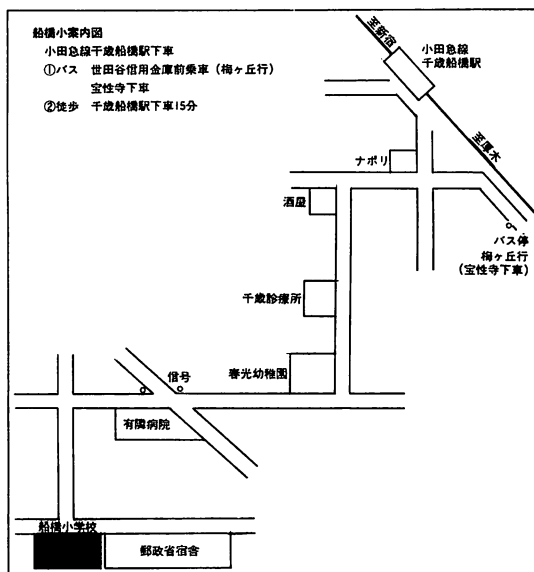 船橋小案内図
小田急線千歳船橋駅下車
①バス 世田谷信用金庫前乗車（梅ヶ丘行）
宝性寺下車
②徒歩 千歳船橋駅下車15分
至新宿
小田急線
千歳船橋駅
至厚木
ナポリ
酒屋
バス停
梅ヶ丘行
（宝性寺下車）
千歳診療所
春光幼稚園
信号
有隣病院
船橋小学校
郵政省宿舎